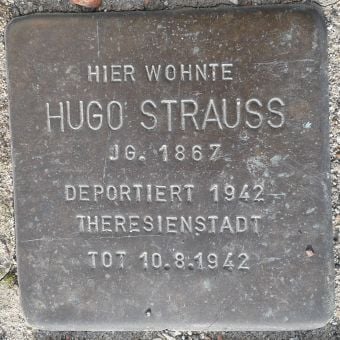 HIER WOHNTE
HUGO STRAUSS
JG. 1867
DEPORTIERT 1942
THERESIENSTADT
TOT 10.8.1942